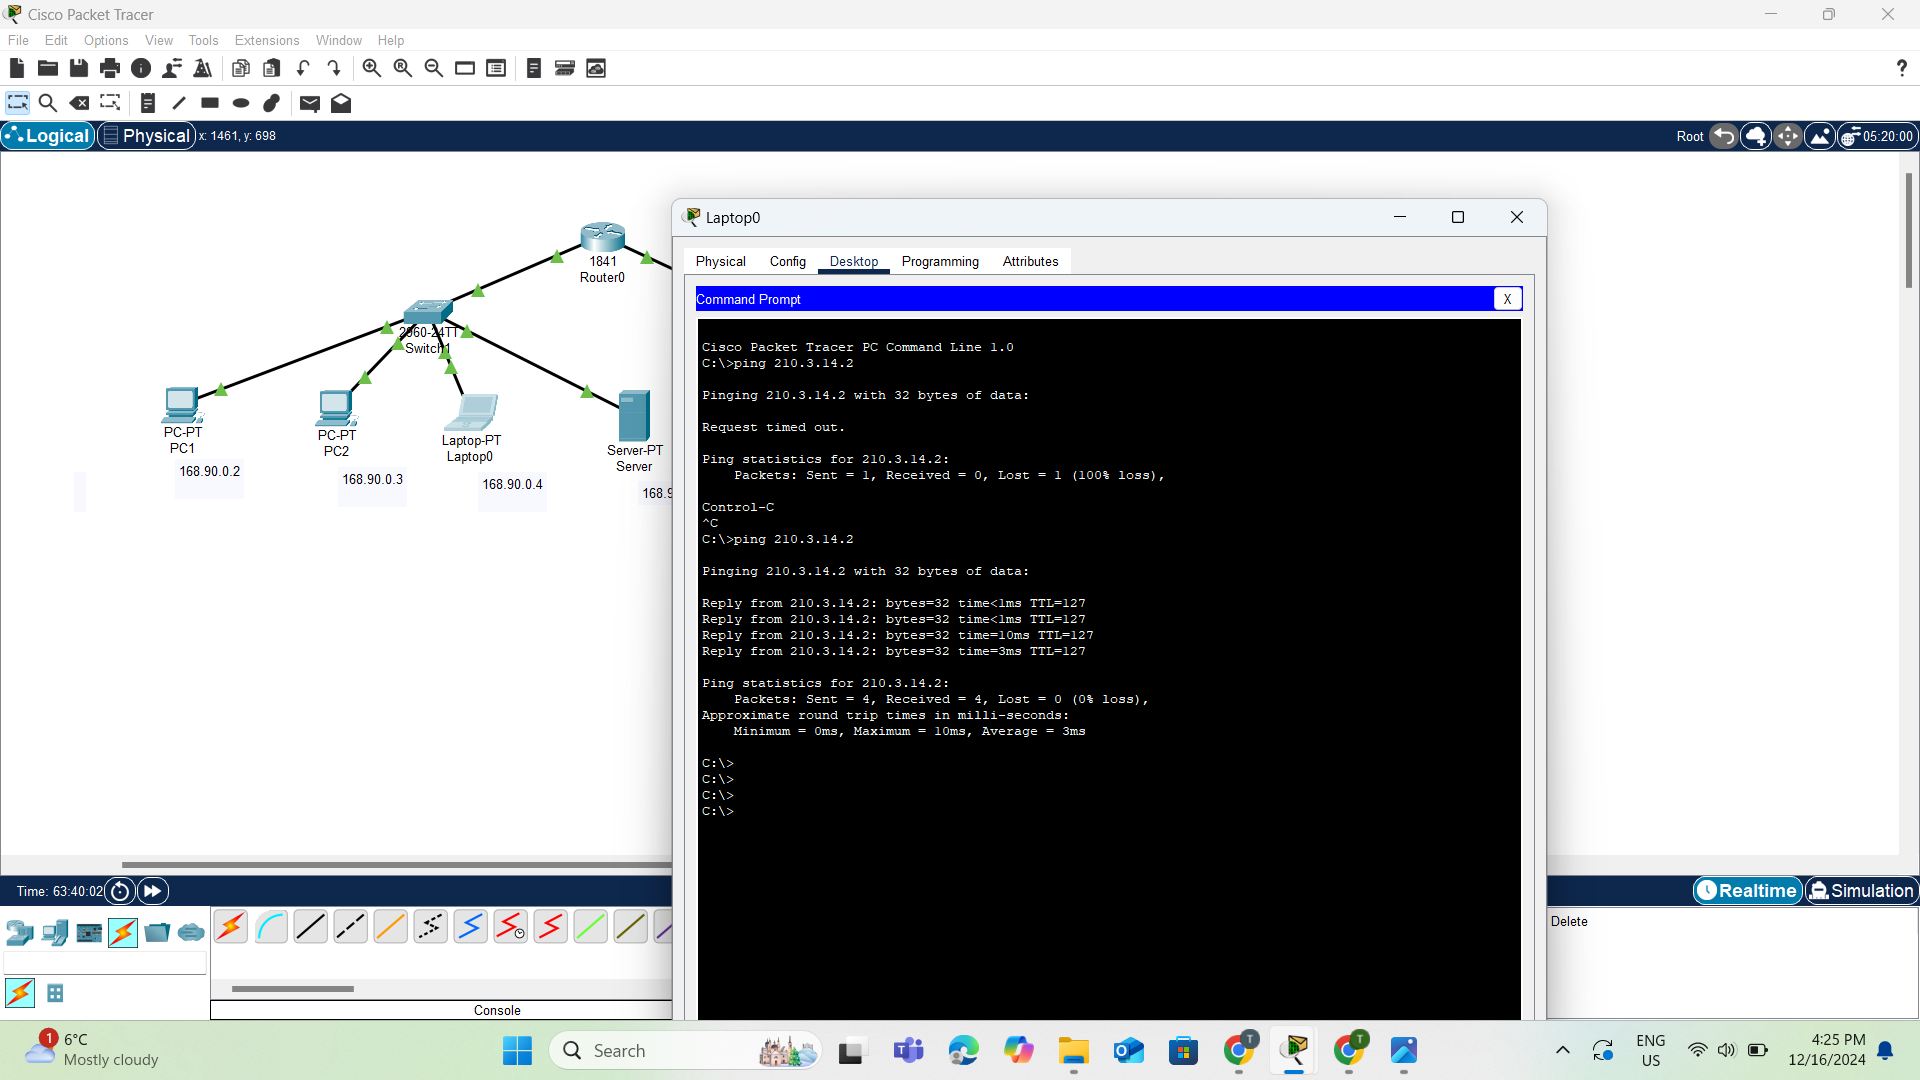 Cisco Packet Tracer
File Edit Options View Tools Extensions Window Help
?
Logical Physical x: 1461, y: 698
Root 05:20:00
1841
Router0
2960-24TT
Switch1
PC-PT
PC1
168.90.0.2
PC-PT
PC2
168.90.0.3
Laptop-PT
Laptop0
168.90.0.4
Server-PT
Server
168.9
Laptop0
Physical Config Desktop Programming Attributes
Command Prompt X
Cisco Packet Tracer PC Command Line 1.0
C:\>ping 210.3.14.2
Pinging 210.3.14.2 with 32 bytes of data:
Request timed out.
Ping statistics for 210.3.14.2:
Packets: Sent = 1, Received = 0, Lost = 1 (100% loss),
Control-C
^C
C:\>ping 210.3.14.2
Pinging 210.3.14.2 with 32 bytes of data:
Reply from 210.3.14.2: bytes=32 time<1ms TTL=127
Reply from 210.3.14.2: bytes=32 time<1ms TTL=127
Reply from 210.3.14.2: bytes=32 time=10ms TTL=127
Reply from 210.3.14.2: bytes=32 time=3ms TTL=127
Ping statistics for 210.3.14.2:
Packets: Sent = 4, Received = 4, Lost = 0 (0% loss),
Approximate round trip times in milli-seconds:
Minimum = 0ms, Maximum = 10ms, Average = 3ms
C:\>
C:\>
C:\>
C:\>
Time: 63:40:02
Realtime Simulation
Delete
Console
1
6°C
Mostly cloudy
Search
T
T
ENG
US
4:25 PM
12/16/2024